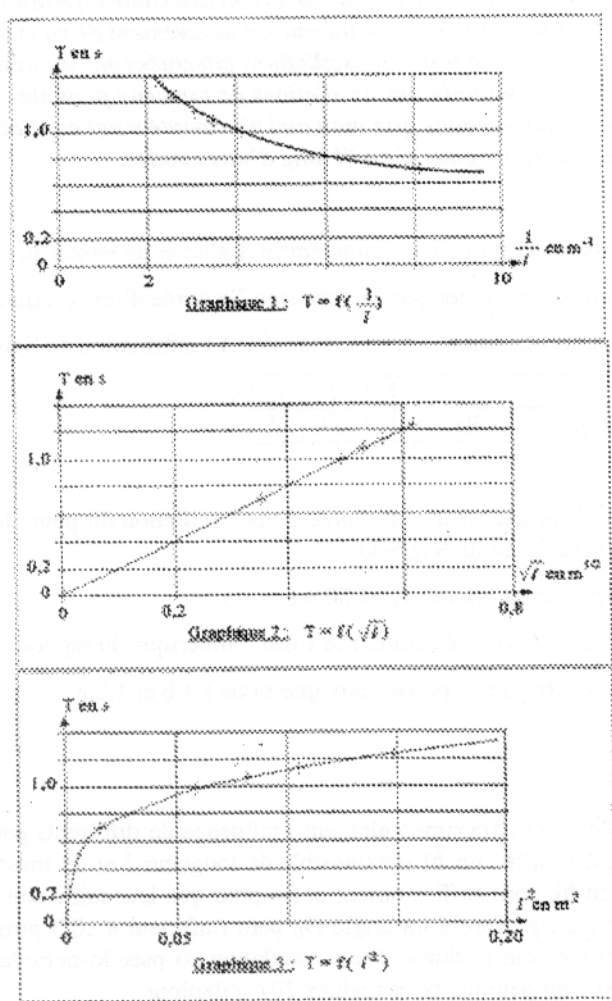 T en s
1,0
0,2
0
0
2
10
1/l en m⁻¹
Graphique 1 : T = f(1/l)
T en s
1,0
0,2
0
0
0,2
0,8
√l en m^1/2
Graphique 2 : T = f(√l)
T en s
1,0
0,2
0
0
0,05
0,20
l² en m²
Graphique 3 : T = f(l²)